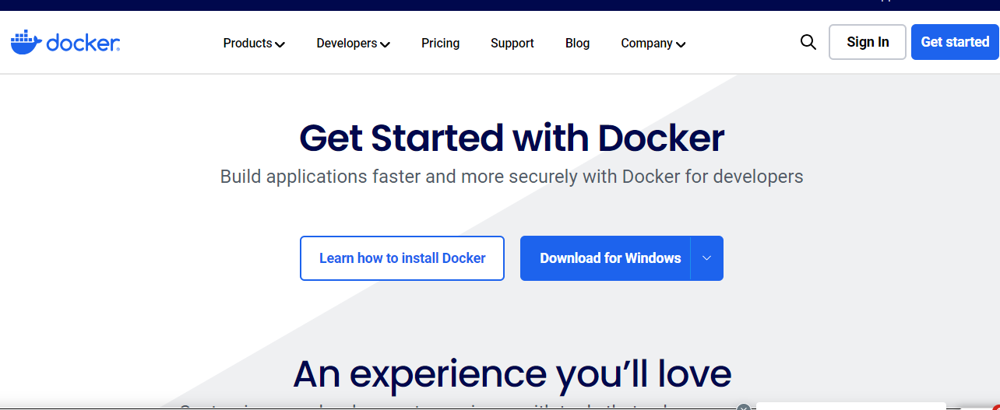 docker
Products Developers Pricing Support Blog Company Sign In Get started
Get Started with Docker
Build applications faster and more securely with Docker for developers
Learn how to install Docker Download for Windows
An experience you’ll love